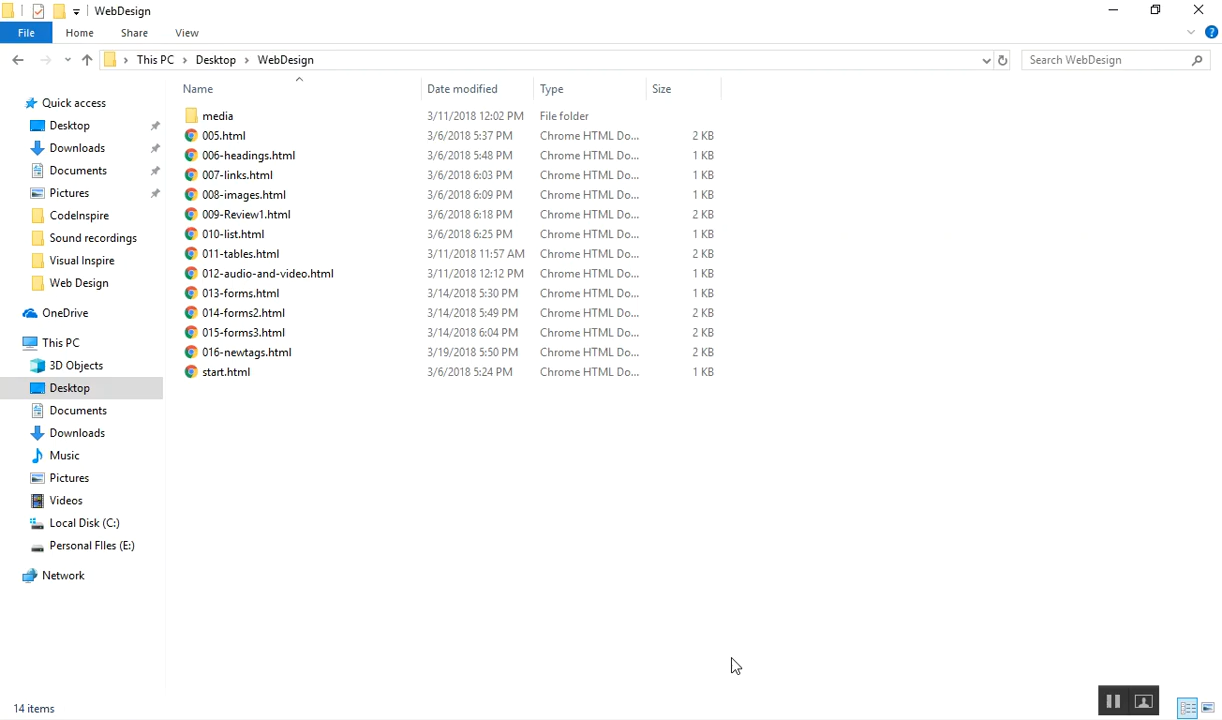 WebDesign
File Home Share View
This PC Desktop WebDesign
Search WebDesign
Name Date modified Type Size
media 3/11/2018 12:02 PM File folder
005.html 3/6/2018 5:37 PM Chrome HTML Do... 2 KB
006-headings.html 3/6/2018 5:48 PM Chrome HTML Do... 1 KB
007-links.html 3/6/2018 6:03 PM Chrome HTML Do... 1 KB
008-images.html 3/6/2018 6:09 PM Chrome HTML Do... 1 KB
009-Review1.html 3/6/2018 6:18 PM Chrome HTML Do... 2 KB
010-list.html 3/6/2018 6:25 PM Chrome HTML Do... 1 KB
011-tables.html 3/11/2018 11:57 AM Chrome HTML Do... 2 KB
012-audio-and-video.html 3/11/2018 12:12 PM Chrome HTML Do... 1 KB
013-forms.html 3/14/2018 5:30 PM Chrome HTML Do... 1 KB
014-forms2.html 3/14/2018 5:49 PM Chrome HTML Do... 2 KB
015-forms3.html 3/14/2018 6:04 PM Chrome HTML Do... 2 KB
016-newtags.html 3/19/2018 5:50 PM Chrome HTML Do... 2 KB
start.html 3/6/2018 5:24 PM Chrome HTML Do... 1 KB
Quick access
Desktop
Downloads
Documents
Pictures
CodeInspire
Sound recordings
Visual Inspire
Web Design
OneDrive
This PC
3D Objects
Desktop
Documents
Downloads
Music
Pictures
Videos
Local Disk (C:)
Personal FIles (E:)
Network
14 items